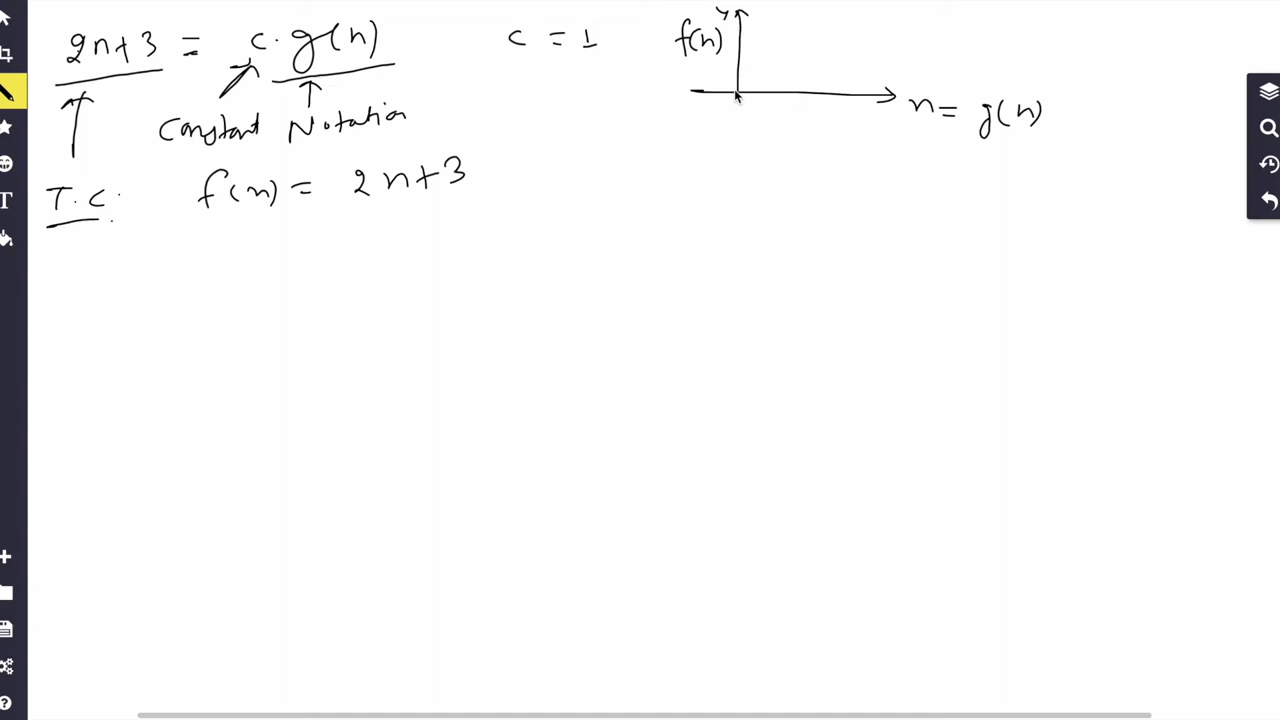 2n+3 = c. g(n)
c = 1
f(n)
n = g(n)
Constant Notation
T.C. f(n) = 2n+3